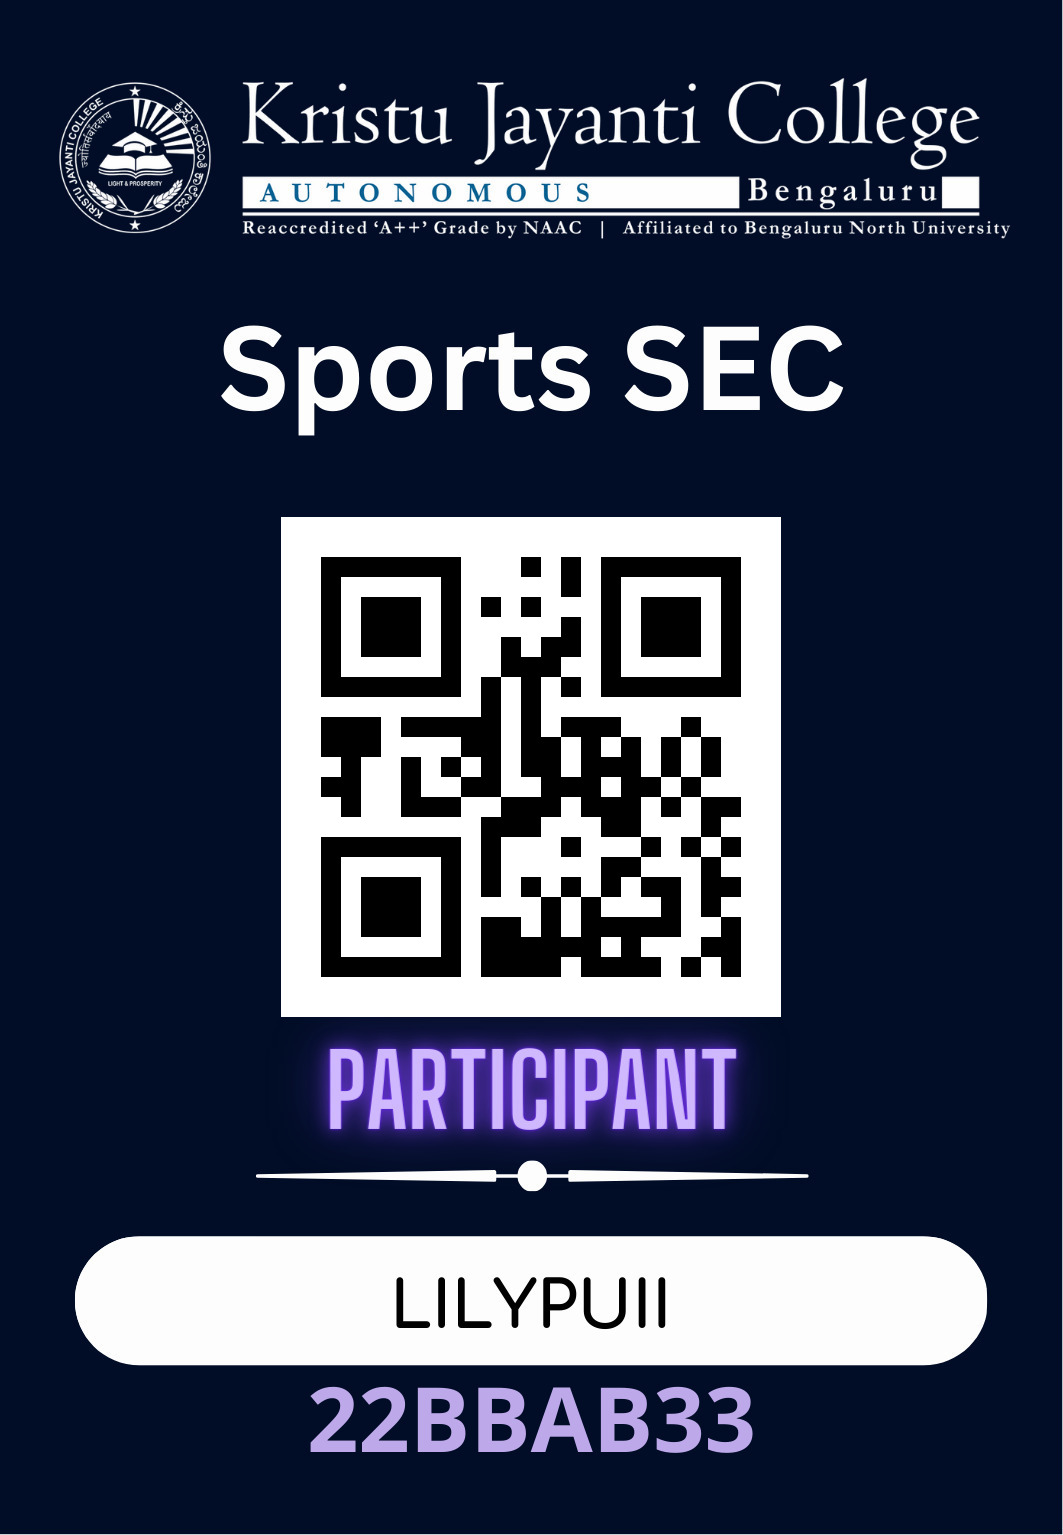 KRISTU JAYANTI COLLEGE
ಕ್ರಿಸ್ತು ಜಯಂತಿ ಕಾಲೇಜು
LIGHT & PROSPERITY
Kristu Jayanti College
AUTONOMOUS Bengaluru
Reaccredited ‘A++’ Grade by NAAC | Affiliated to Bengaluru North University
Sports SEC
PARTICIPANT
LILYPUII
22BBAB33